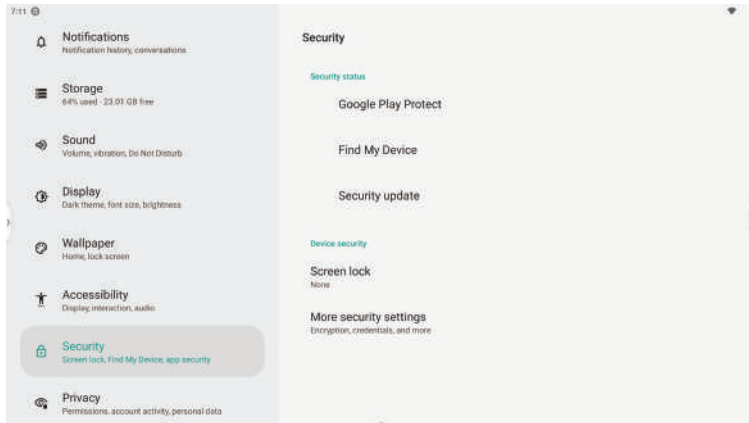 7:11
Notifications
Notification history, conversations
Storage
64% used - 23.01 GB free
Sound
Volume, vibration, Do Not Disturb
Display
Dark theme, font size, brightness
Wallpaper
Home, lock screen
Accessibility
Display, interaction, audio
Security
Screen lock, Find My Device, app security
Privacy
Permissions, account activity, personal data
Security
Security status
Google Play Protect
Find My Device
Security update
Device security
Screen lock
None
More security settings
Encryption, credentials, and more